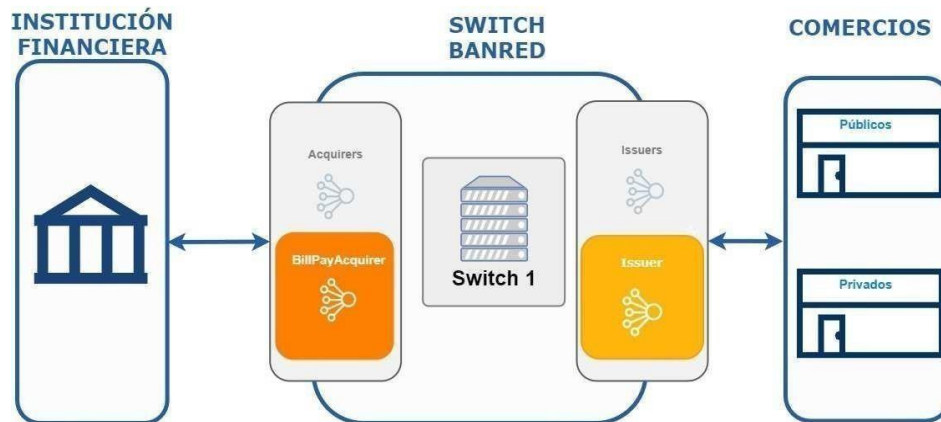 INSTITUCIÓN
FINANCIERA
SWITCH
BANRED
COMERCIOS
Acquirers
BillPayAcquirer
Switch 1
Issuers
Issuer
Públicos
Privados